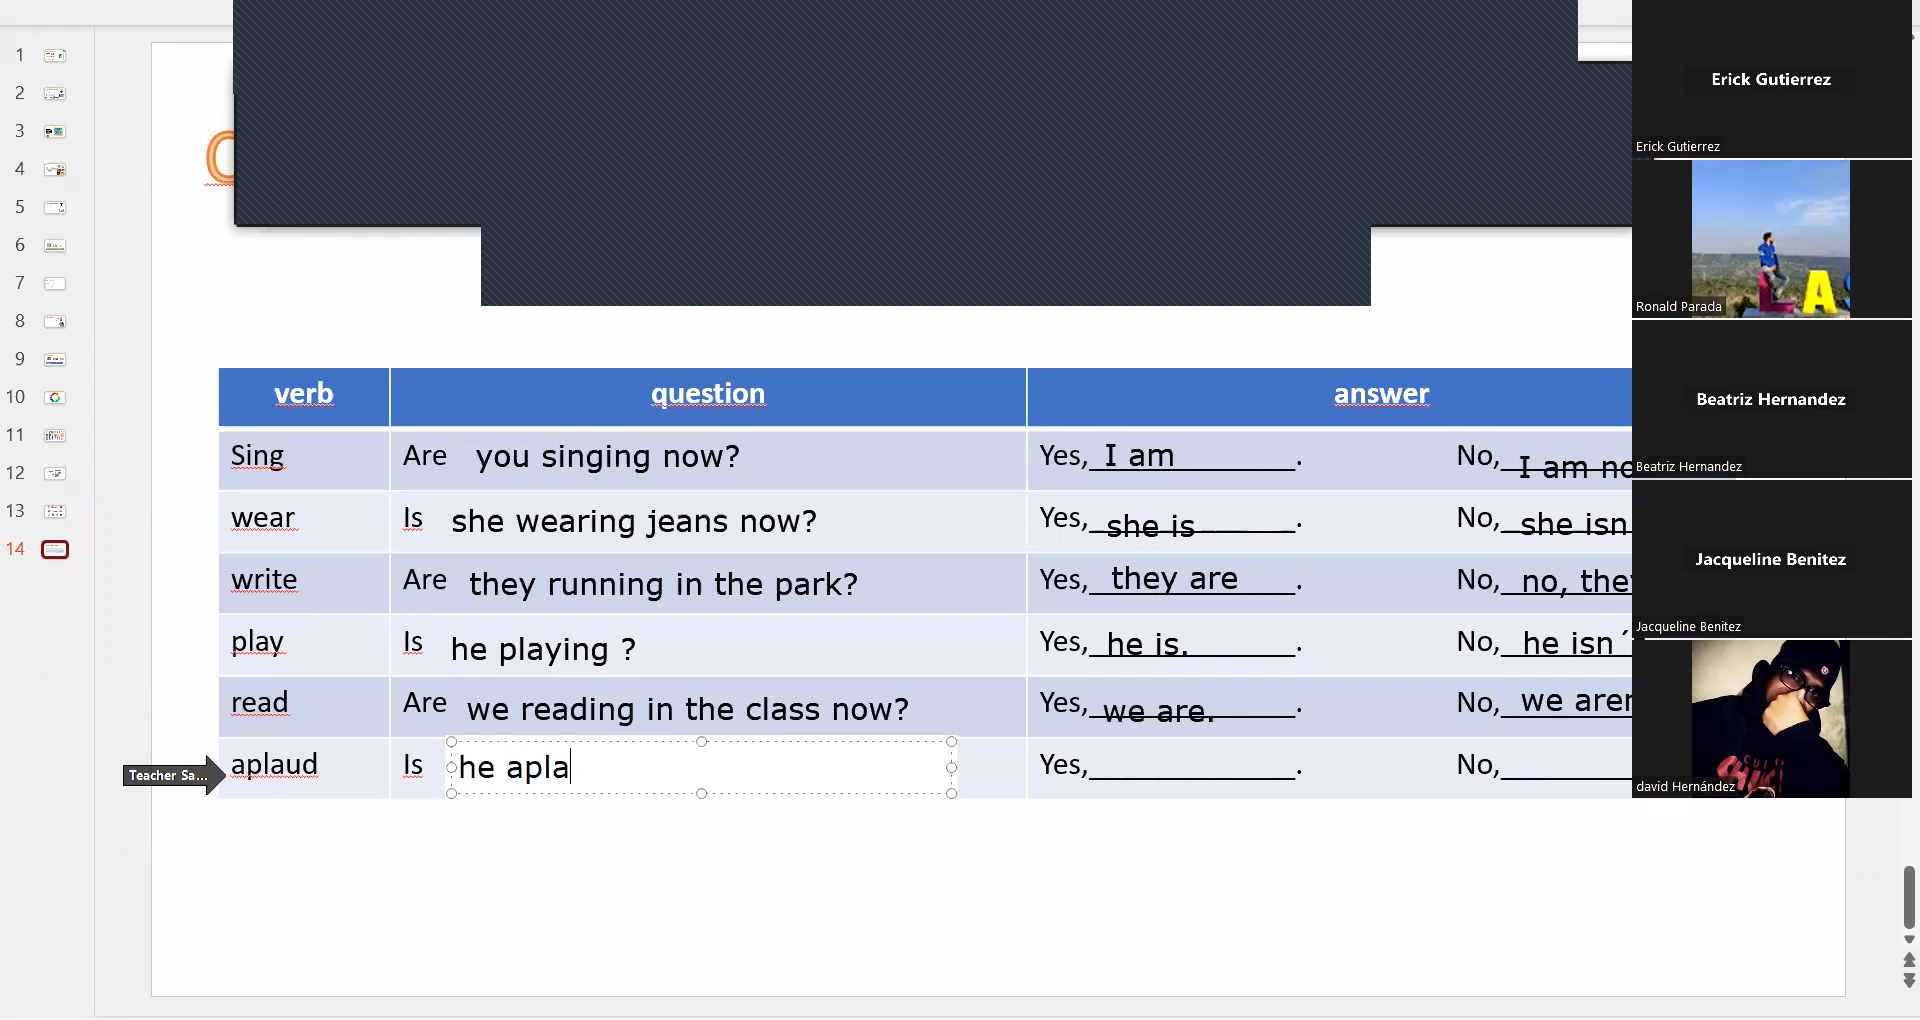 1
2
3
4
5
6
7
8
9
10
11
12
13
14
verb question answer
Sing Are you singing now? Yes, I am . No, I am no
wear Is she wearing jeans now? Yes, she is . No, she isn
write Are they running in the park? Yes, they are . No, no, they
play Is he playing ? Yes, he is. . No, he isn´
read Are we reading in the class now? Yes, we are. . No, we aren
aplaud Is he apla Yes, . No,
Teacher Sa...
Erick Gutierrez
Erick Gutierrez
LA
Ronald Parada
Beatriz Hernandez
Beatriz Hernandez
Jacqueline Benitez
Jacqueline Benitez
david Hernández